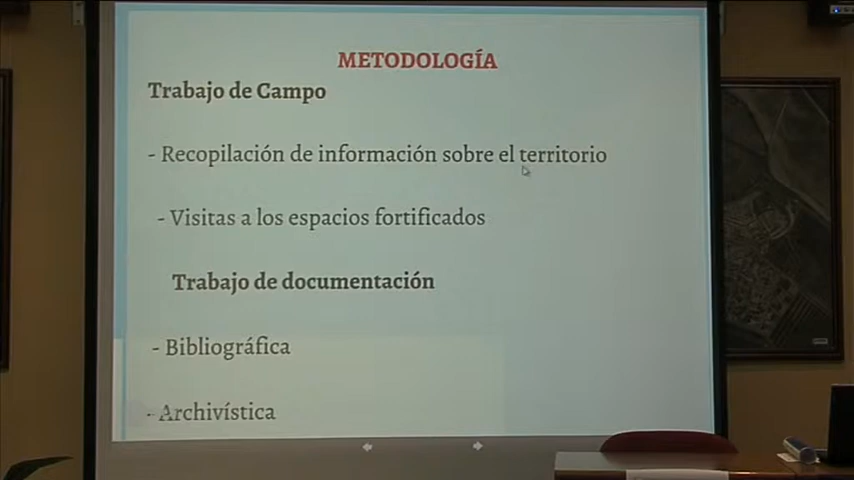 METODOLOGÍA
Trabajo de Campo
- Recopilación de información sobre el territorio
- Visitas a los espacios fortificados
Trabajo de documentación
- Bibliográfica
- Archivística